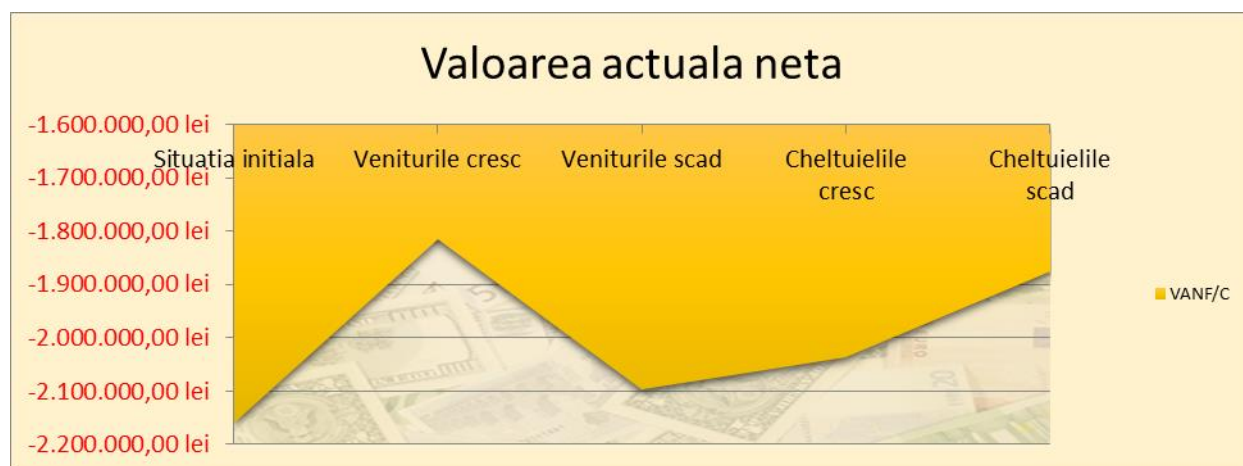 Valoarea actuala neta
-1.600.000,00 lei
-1.700.000,00 lei
-1.800.000,00 lei
-1.900.000,00 lei
-2.000.000,00 lei
-2.100.000,00 lei
-2.200.000,00 lei
Situatia initiala
Veniturile cresc
Veniturile scad
Cheltuielile
cresc
Cheltuielile
scad
VANF/C